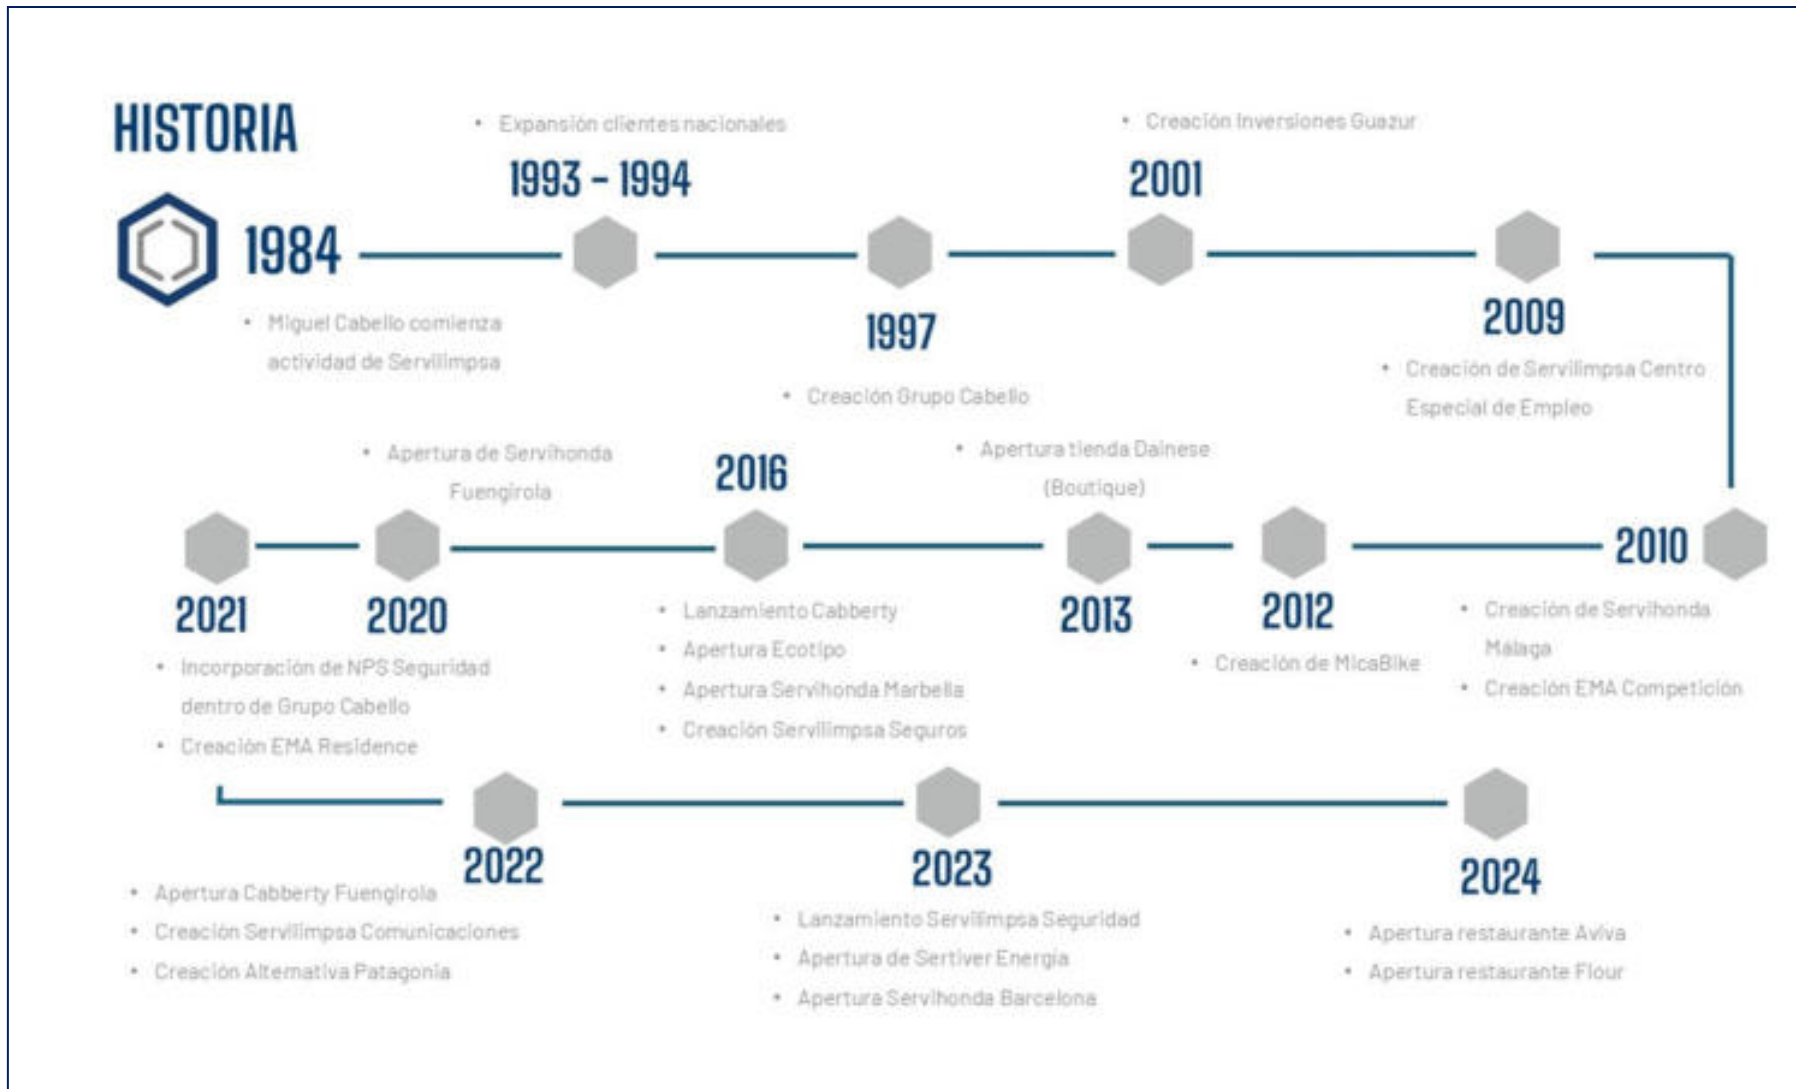 HISTORIA
1984
• Miguel Cabello comienza
actividad de Servilimpsa
• Expansión clientes nacionales
1993 - 1994
1997
• Creación Grupo Cabello
• Creación Inversiones Guazur
2001
2009
• Creación de Servilimpsa Centro
Especial de Empleo
2010
• Creación de Servihonda
Málaga
• Creación EMA Competición
2012
• Creación de MicaBike
• Apertura tienda Dainese
(Boutique)
2013
2016
• Lanzamiento Cabberty
• Apertura Ecotipo
• Apertura Servihonda Marbella
• Creación Servilimpsa Seguros
• Apertura de Servihonda
Fuengirola
2020
2021
• Incorporación de NPS Seguridad
dentro de Grupo Cabello
• Creación EMA Residence
2022
• Apertura Cabberty Fuengirola
• Creación Servilimpsa Comunicaciones
• Creación Alternativa Patagonia
2023
• Lanzamiento Servilimpsa Seguridad
• Apertura de Sertiver Energía
• Apertura Servihonda Barcelona
2024
• Apertura restaurante Aviva
• Apertura restaurante Flour